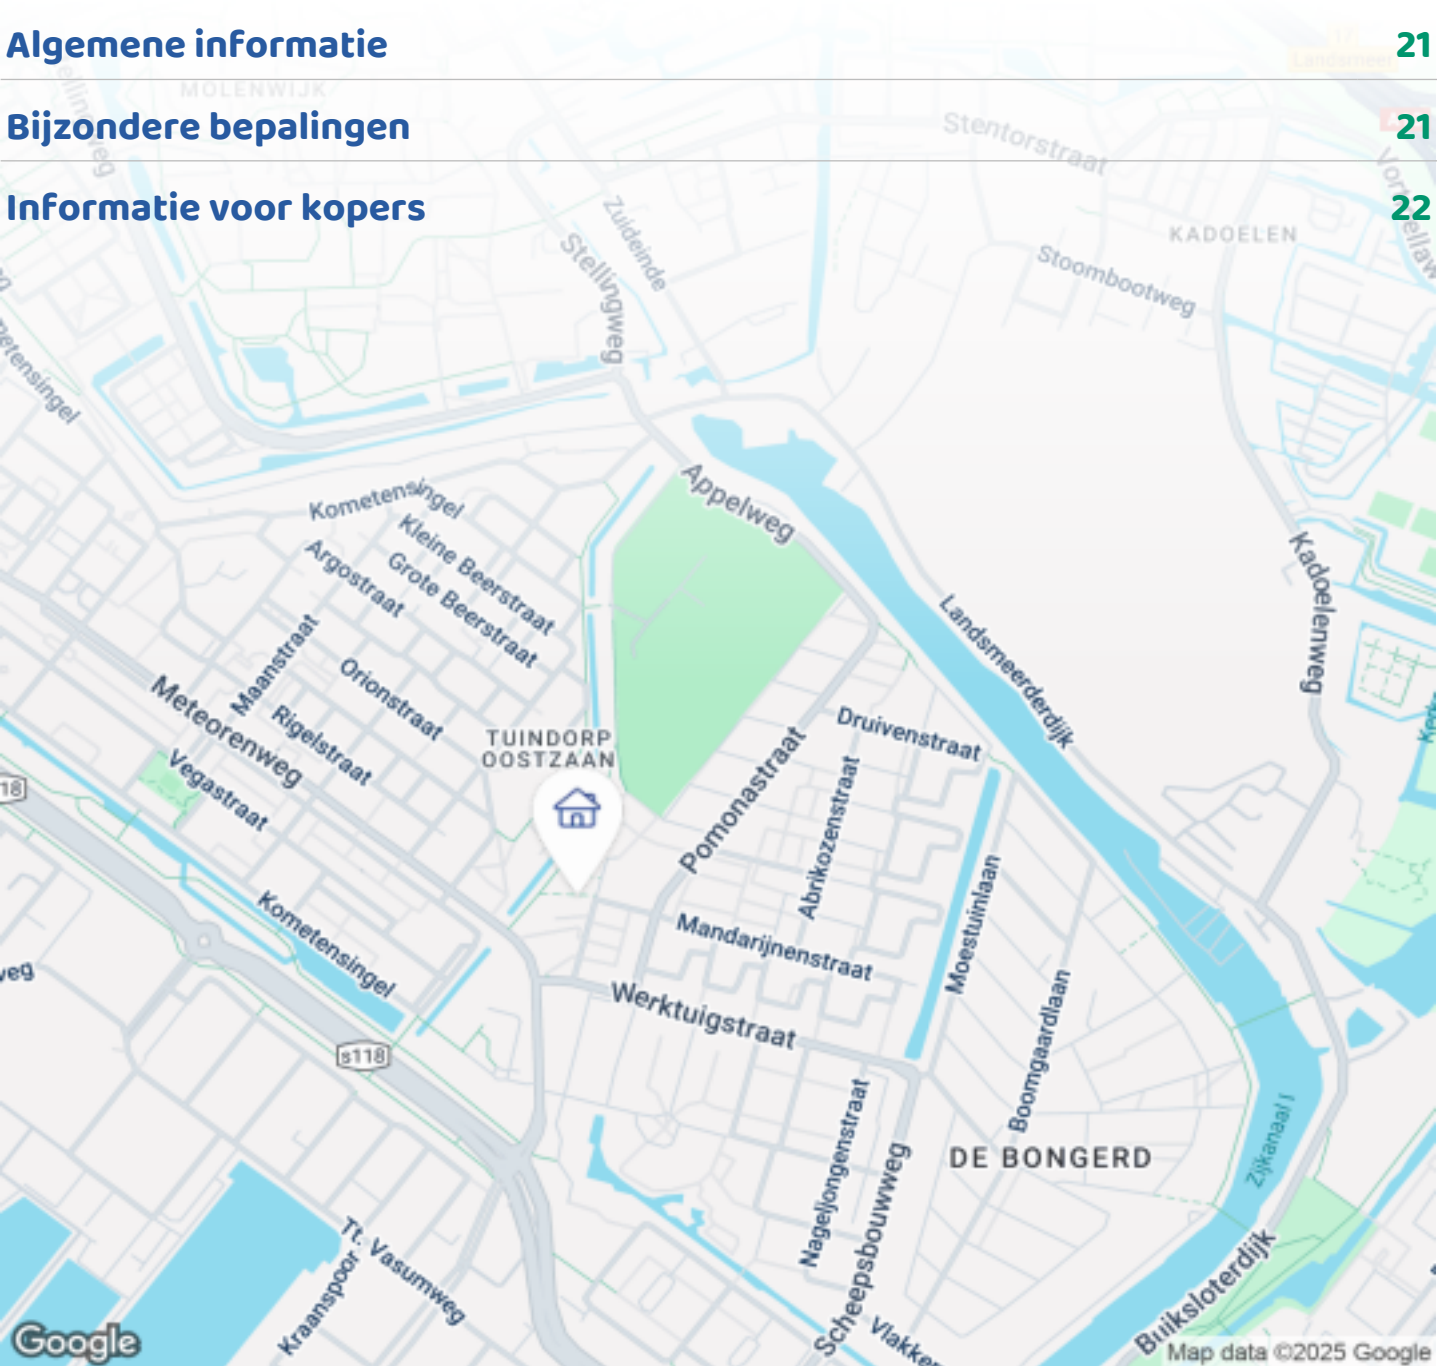 Algemene informatie 21
Landsmeer
MOLENWIJK
Bijzondere bepalingen 21
Stentorstraat
Informatie voor kopers 22
Zuideinde
Stellingweg
KADOELEN
Stoombootweg
Kometensingel
Appelweg
Kleine Beerstraat
Grote Beerstraat
Argostraat
Kadoelenweg
Landsmeerderdijk
Maanstraat
Orionstraat
Meteorenweg
Rigelstraat
TUINDORP
OOSTZAAN
Druivenstraat
Pomonastraat
Abrikozenstraat
Vegastraat
18
Kometensingel
Mandarijnenstraat
Moestuinlaan
Werktuigstraat
Boomgaardlaan
s118
Nageljongenstraat
DE BONGERD
Zijkanaal I
Scheepsbouwweg
Tt. Vasumweg
Kraanspoor
Buiksloterdijk
Google
Map data ©2025 Google